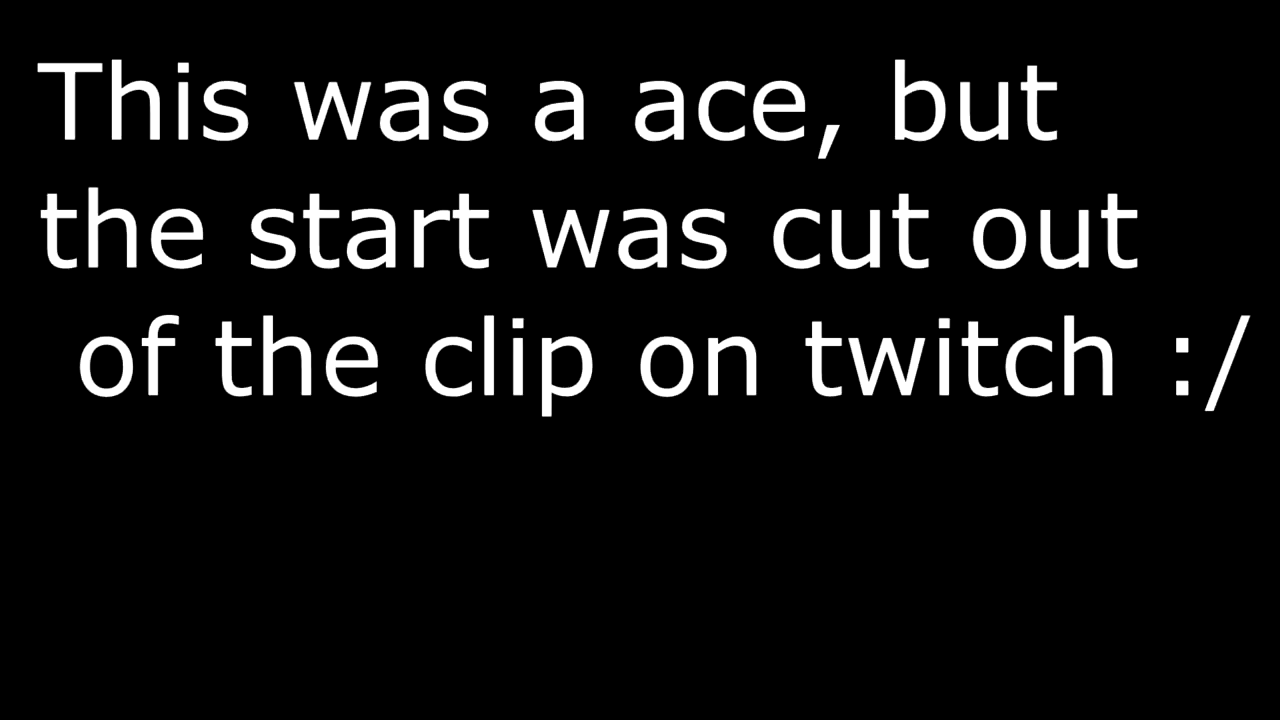 This was a ace, but
the start was cut out
of the clip on twitch :/